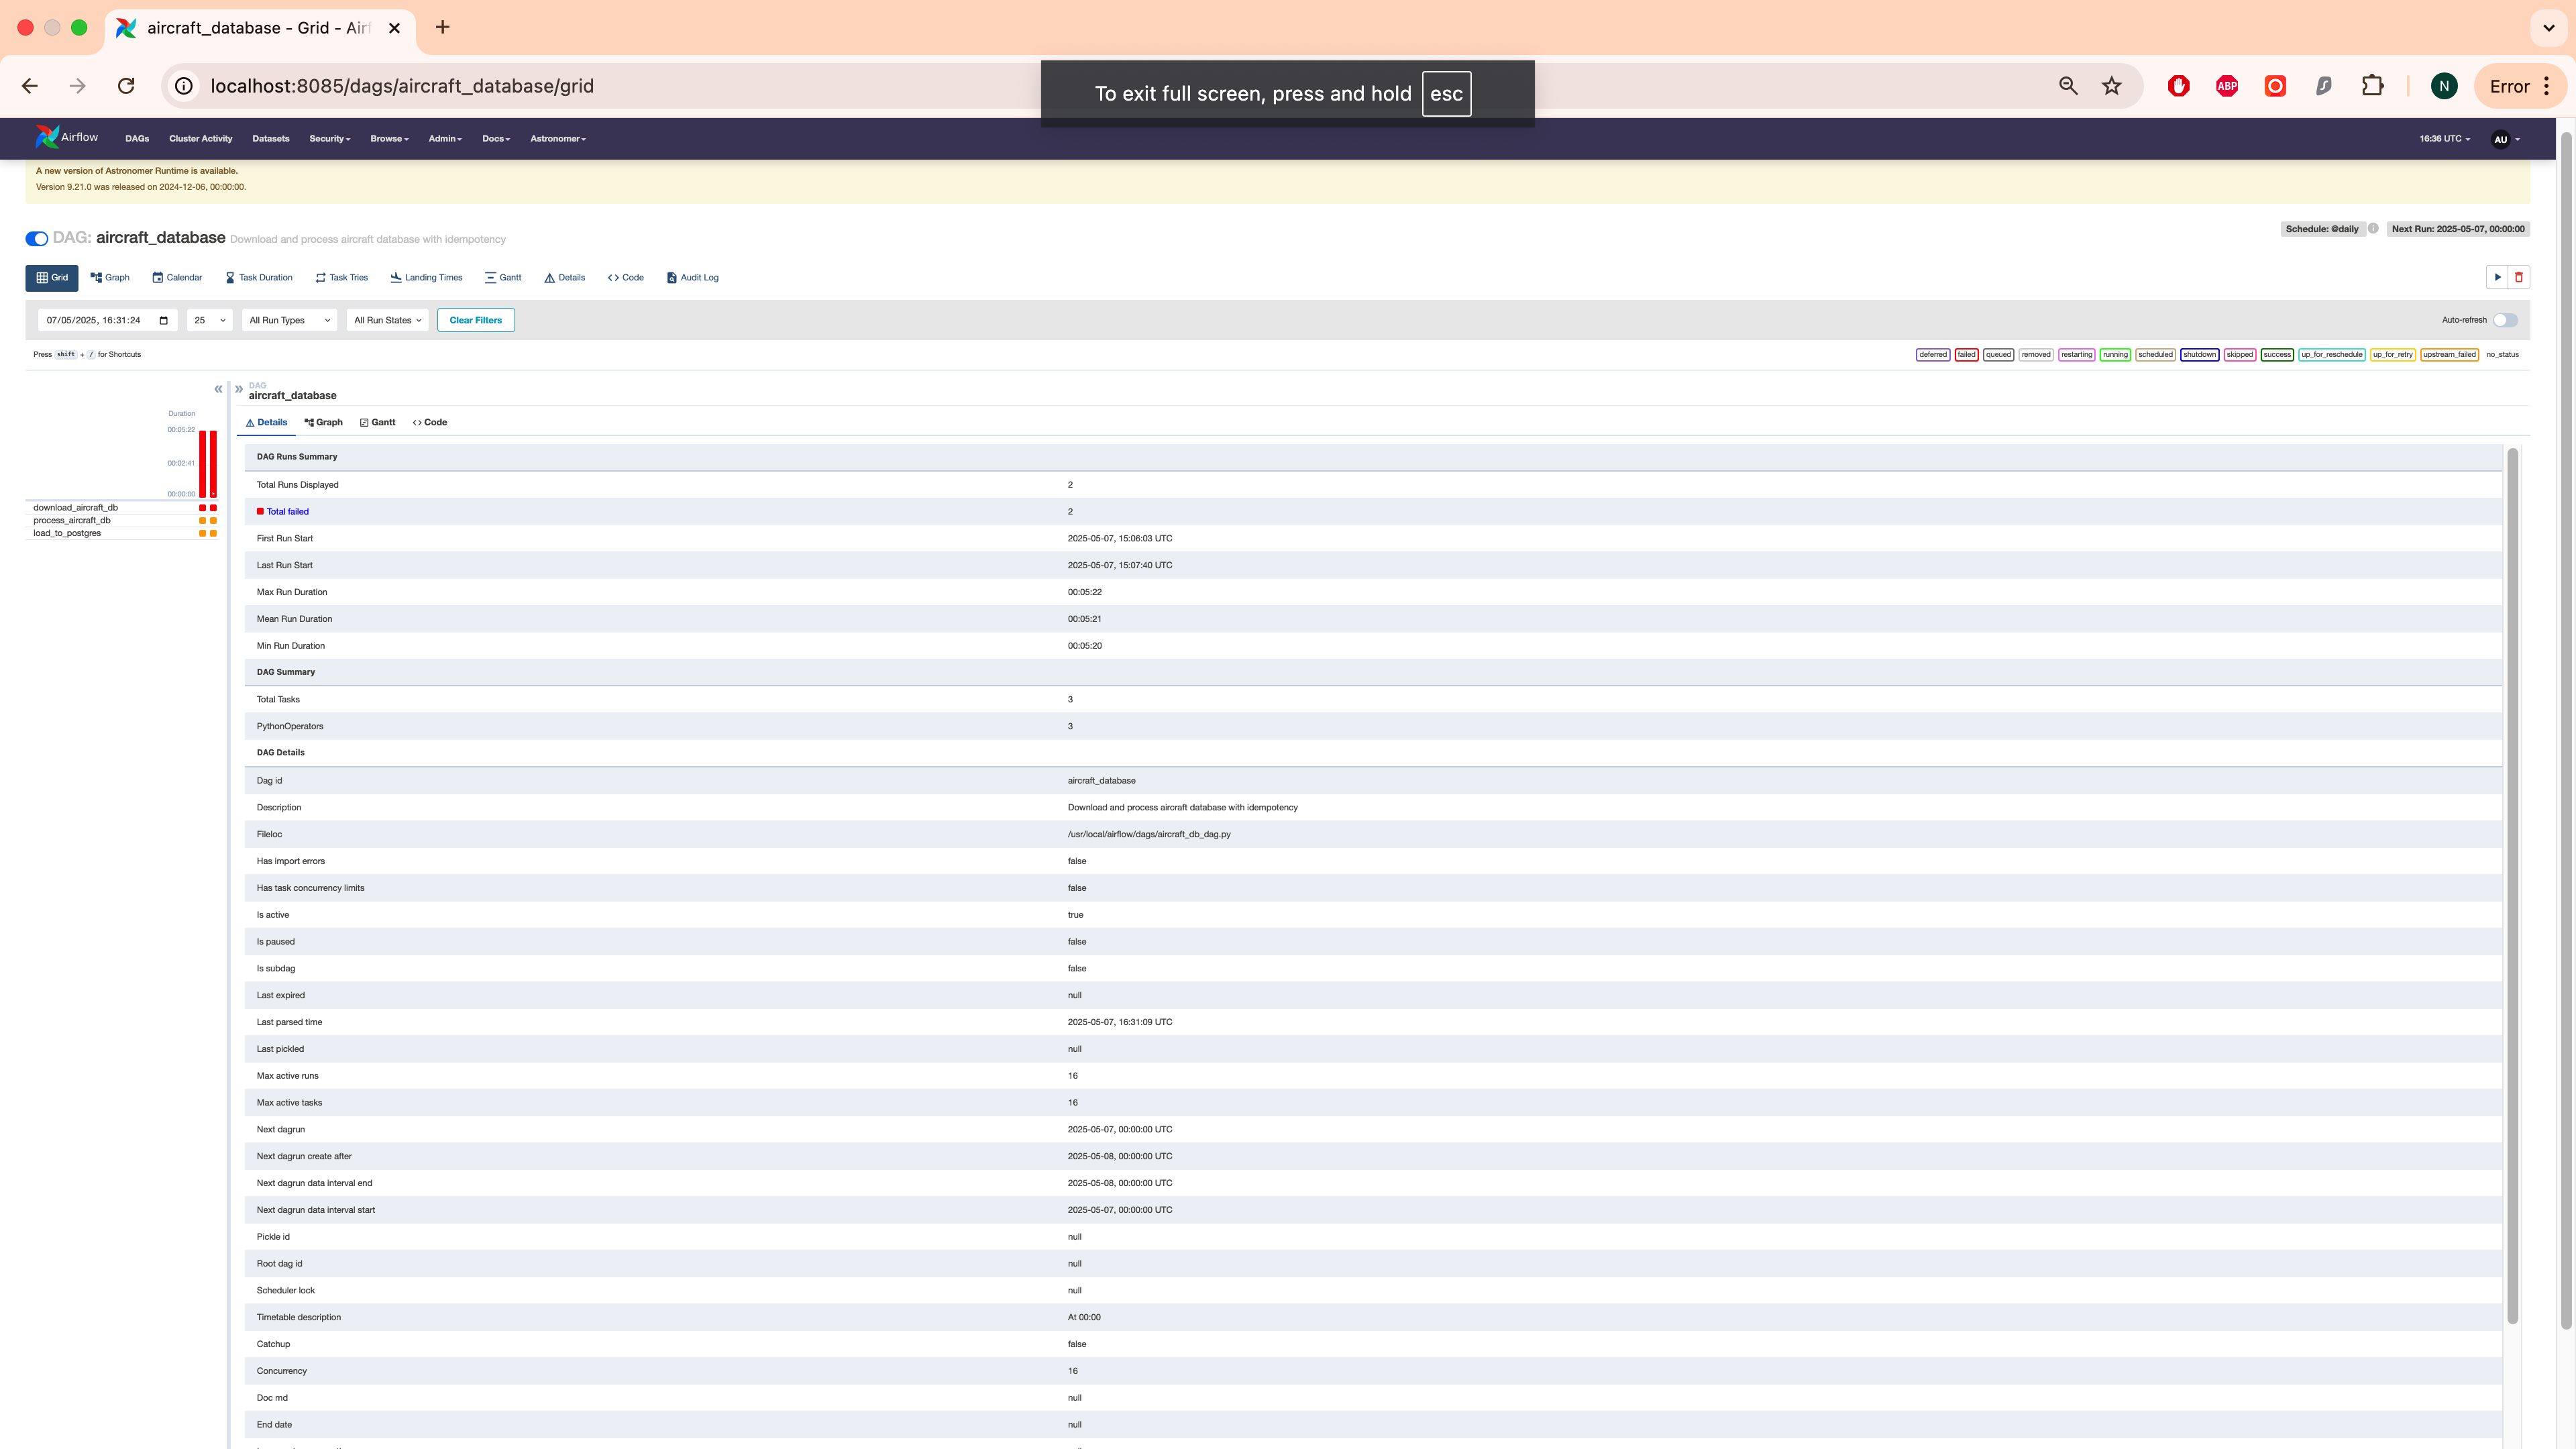 aircraft_database - Grid - Airf
localhost:8085/dags/aircraft_database/grid
To exit full screen, press and hold esc
ABP
N
Error
Airflow DAGs Cluster Activity Datasets Security Browse Admin Docs Astronomer 16:36 UTC AU
A new version of Astronomer Runtime is available.
Version 9.21.0 was released on 2024-12-06, 00:00:00.
DAG: aircraft_database Download and process aircraft database with idempotency
Schedule: @daily Next Run: 2025-05-07, 00:00:00
Grid Graph Calendar Task Duration Task Tries Landing Times Gantt Details <> Code Audit Log
07/05/2025, 16:31:24 25 All Run Types All Run States Clear Filters Auto-refresh
Press shift + / for Shortcuts
deferred failed queued removed restarting running scheduled shutdown skipped success up_for_reschedule up_for_retry upstream_failed no_status
Duration
00:05:22
00:02:41
00:00:00
download_aircraft_db
process_aircraft_db
load_to_postgres
DAG
aircraft_database
Details Graph Gantt <> Code
DAG Runs Summary
Total Runs Displayed 2
Total failed 2
First Run Start 2025-05-07, 15:06:03 UTC
Last Run Start 2025-05-07, 15:07:40 UTC
Max Run Duration 00:05:22
Mean Run Duration 00:05:21
Min Run Duration 00:05:20
DAG Summary
Total Tasks 3
PythonOperators 3
DAG Details
Dag id aircraft_database
Description Download and process aircraft database with idempotency
Fileloc /usr/local/airflow/dags/aircraft_db_dag.py
Has import errors false
Has task concurrency limits false
Is active true
Is paused false
Is subdag false
Last expired null
Last parsed time 2025-05-07, 16:31:09 UTC
Last pickled null
Max active runs 16
Max active tasks 16
Next dagrun 2025-05-07, 00:00:00 UTC
Next dagrun create after 2025-05-08, 00:00:00 UTC
Next dagrun data interval end 2025-05-08, 00:00:00 UTC
Next dagrun data interval start 2025-05-07, 00:00:00 UTC
Pickle id null
Root dag id null
Scheduler lock null
Timetable description At 00:00
Catchup false
Concurrency 16
Doc md null
End date null